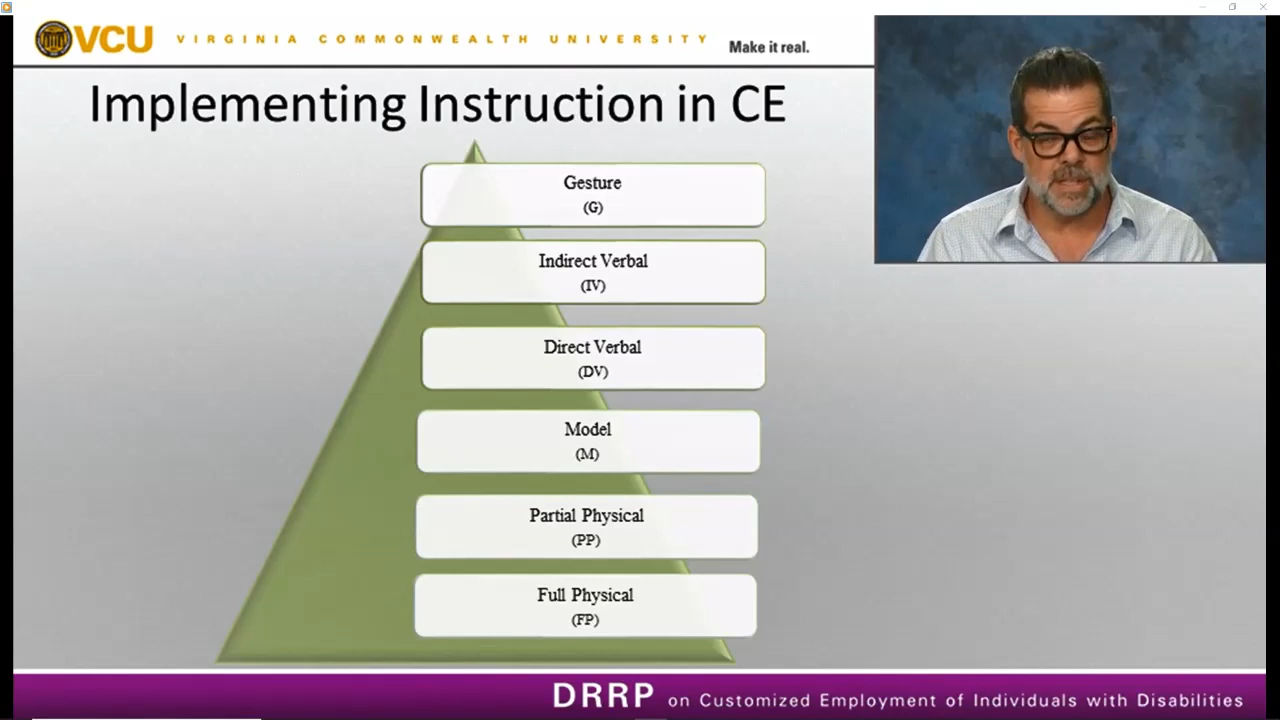 VCU VIRGINIA COMMONWEALTH UNIVERSITY Make it real.
Implementing Instruction in CE
Gesture
(G)
Indirect Verbal
(IV)
Direct Verbal
(DV)
Model
(M)
Partial Physical
(PP)
Full Physical
(FP)
DRRP on Customized Employment of Individuals with Disabilities